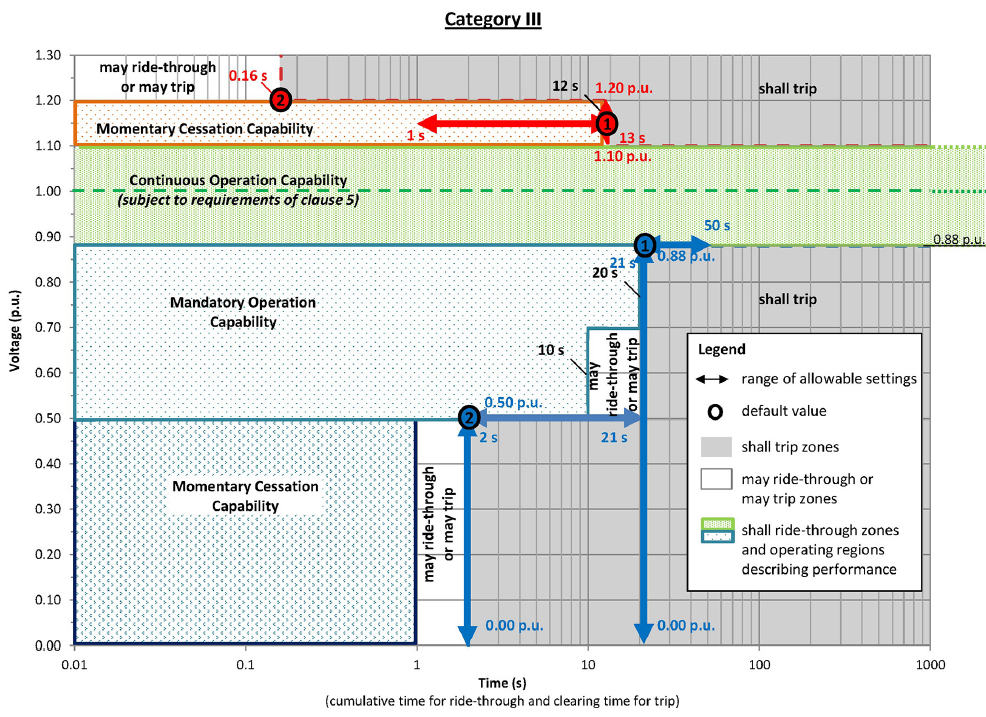 Category III
1.30
1.20
1.10
1.00
0.90
0.80
0.70
0.60
0.50
0.40
0.30
0.20
0.10
0.00
Voltage (p.u.)
may ride-through
or may trip
0.16 s
2
12 s
1.20 p.u.
shall trip
Momentary Cessation Capability
1 s
1
13 s
1.10 p.u.
Continuous Operation Capability
(subject to requirements of clause 5)
50 s
1
0.88 p.u.
21 s
0.88 p.u.
20 s
Mandatory Operation
Capability
shall trip
10 s
may
ride-through
or may trip
0.50 p.u.
2
2 s
21 s
Momentary Cessation
Capability
may ride-through
or may trip
0.00 p.u.
0.00 p.u.
Legend
range of allowable settings
default value
shall trip zones
may ride-through or
may trip zones
shall ride-through zones
and operating regions
describing performance
0.01
0.1
1
10
100
1000
Time (s)
(cumulative time for ride-through and clearing time for trip)